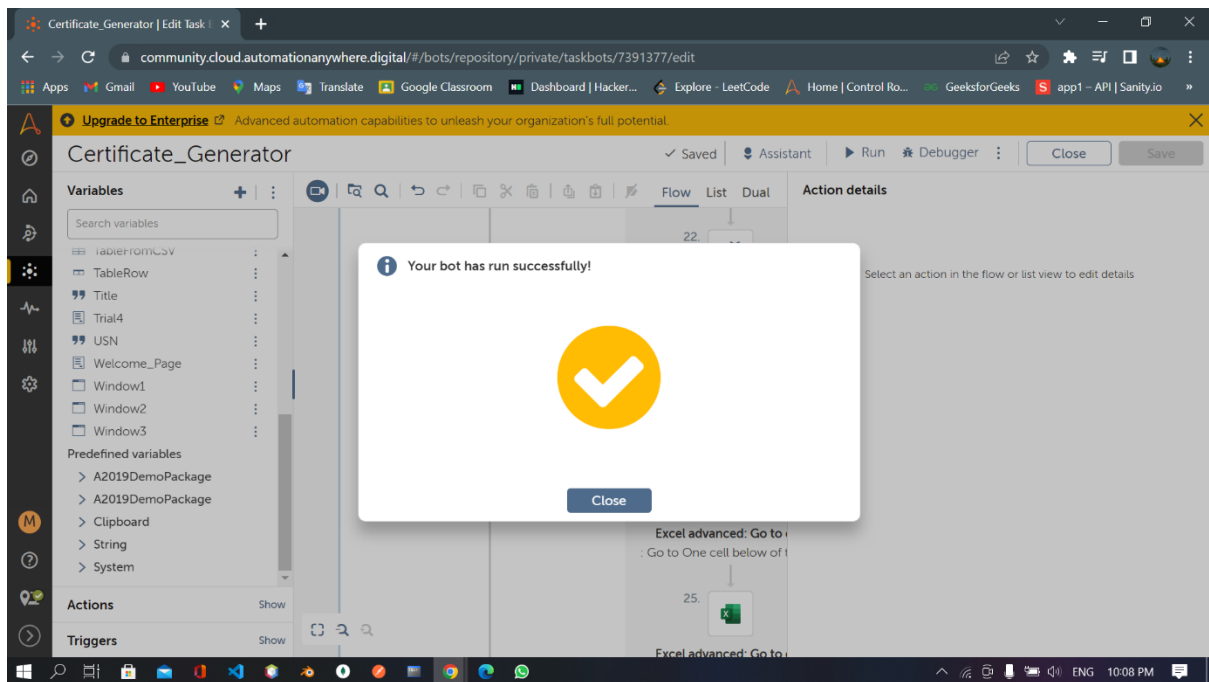 Certificate_Generator | Edit Task
community.cloud.automationanywhere.digital/#/bots/repository/private/taskbots/7391377/edit
Apps Gmail YouTube Maps Translate Google Classroom Dashboard | Hacker... Explore - LeetCode Home | Control Ro... GeeksforGeeks app1 – API | Sanity.io »
Upgrade to Enterprise Advanced automation capabilities to unleash your organization's full potential.
Certificate_Generator
Saved Assistant Run Debugger Close Save
Variables
Flow List Dual
Action details
Search variables
22.
TableFromCSV
TableRow
Title
Trial4
USN
Welcome_Page
Window1
Window2
Window3
Predefined variables
A2019DemoPackage
A2019DemoPackage
Clipboard
String
System
Actions Show
Triggers Show
Your bot has run successfully!
Close
Select an action in the flow or list view to edit details
Excel advanced: Go to
: Go to One cell below of
25.
Excel advanced: Go to
M
ENG 10:08 PM